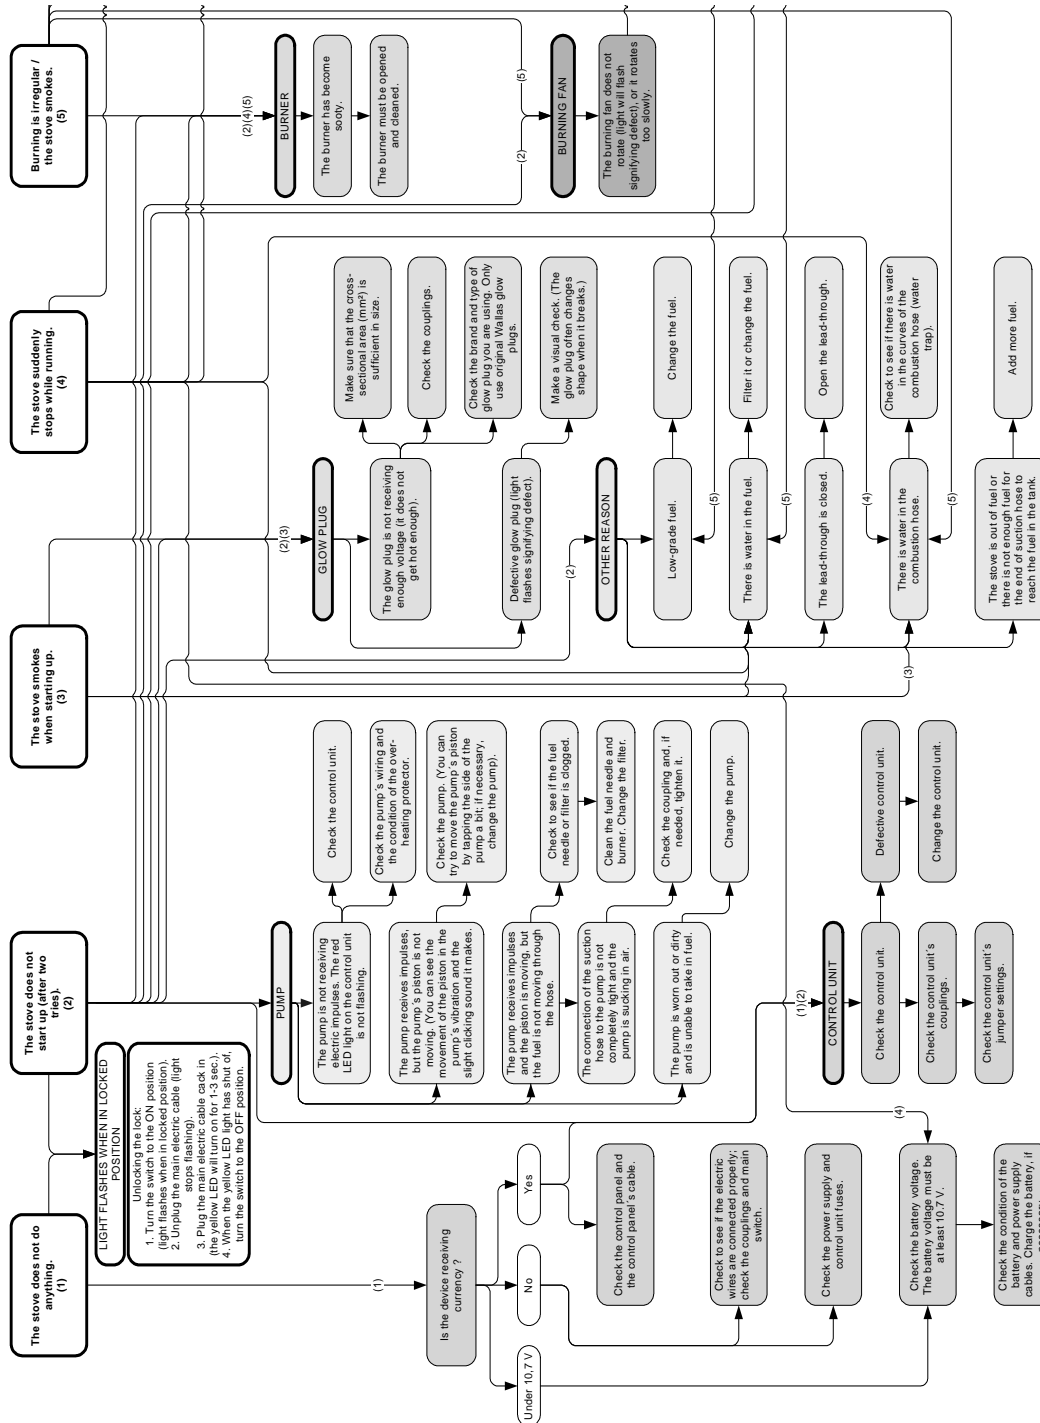 The stove does not do
anything.
(1)
The stove does not
start up (after two
tries).
(2)
The stove smokes
when starting up.
(3)
The stove suddenly
stops while running.
(4)
Burning is irregular /
the stove smokes.
(5)
LIGHT FLASHES WHEN IN LOCKED
POSITION
Unlocking the lock:
1. Turn the switch to the ON position
(light flashes when in locked position).
2. Unplug the main electric cable (light
stops flashing).
3. Plug the main electric cable cack in
(the yellow LED will turn on for 1-3 sec.).
4. When the yellow LED light has shut of,
turn the switch to the OFF position.
(1)
Is the device receiving
currency ?
Under 10,7 V
No
Yes
Check the control panel and
the control panel´s cable.
Check to see if the electric
wires are connected properly;
check the couplings and main
switch.
Check the power supply and
control unit fuses.
(4)
Check the battery voltage.
The battery voltage must be
at least 10.7 V.
Check the condition of the
battery and power supply
cables. Charge the battery, if
PUMP
The pump is not receiving
electric impulses. The red
LED light on the control unit
is not flashing.
Check the control unit.
Check the pump´s wiring and
the condition of the over-
heating protector.
The pump receives impulses,
but the pump´s piston is not
moving. (You can see the
movement of the piston in the
pump´s vibration and the
slight clicking sound it makes.
Check the pump. (You can
try to move the pump´s piston
by tapping the side of the
pump a bit; if necessary,
change the pump).
The pump receives impulses
and the piston is moving, but
the fuel is not moving through
the hose.
Check to see if the fuel
needle or filter is clogged.
Clean the fuel needle and
burner. Change the filter.
The connection of the suction
hose to the pump is not
completely tight and the
pump is sucking in air.
Check the coupling and, if
needed, tighten it.
The pump is worn out or dirty
and is unable to take in fuel.
Change the pump.
(1)(2)
CONTROL UNIT
Check the control unit.
Defective control unit.
Change the control unit.
Check the control unit´s
couplings.
Check the control unit´s
jumper settings.
(2)(3)
GLOW PLUG
The glow plug is not receiving
enough voltage (it does not
get hot enough).
Make sure that the cross-
sectional area (mm²) is
sufficient in size.
Check the couplings.
Check the brand and type of
glow plug you are using. Only
use original Wallas glow
plugs.
Defective glow plug (light
flashes signifying defect).
Make a visual check. (The
glow plug often changes
shape when it breaks.)
(2)
OTHER REASON
Low-grade fuel.
Change the fuel.
(5)
There is water in the fuel.
Filter it or change the fuel.
(5)
The lead-through is closed.
Open the lead-through.
(4)
There is water in the
combustion hose.
Check to see if there is water
in the curves of the
combustion hose (water
trap).
(3)
(5)
The stove is out of fuel or
there is not enough fuel for
the end of suction hose to
reach the fuel in the tank.
Add more fuel.
(2)(4)(5)
BURNER
The burner has become
sooty.
The burner must be opened
and cleaned.
(2)
(5)
BURNING FAN
The burning fan does not
rotate (light will flash
signifying defect), or it rotates
too slowly.